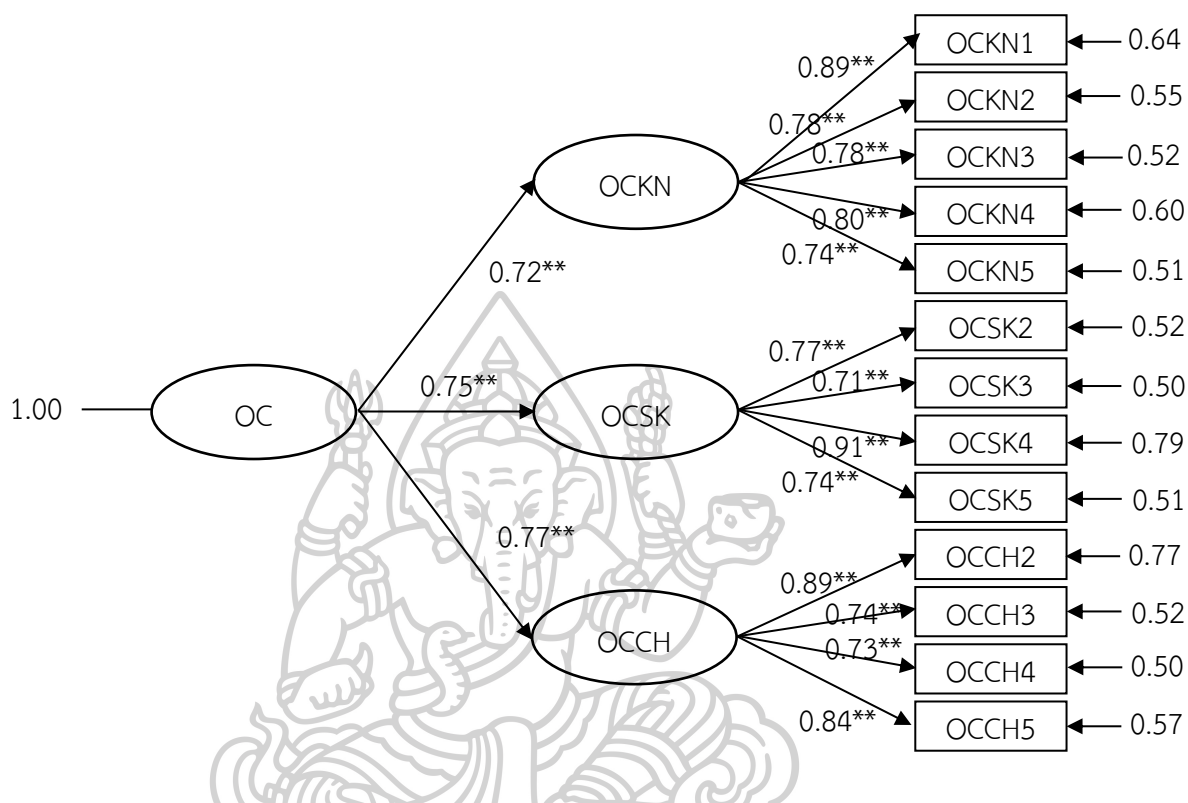 OCKN1
0.64
0.89**
OCKN2
0.55
0.78**
OCKN3
0.52
0.78**
OCKN
OCKN4
0.60
0.80**
OCKN5
0.51
0.74**
0.72**
OCSK2
0.52
0.77**
OCSK3
0.50
0.71**
1.00
OC
0.75**
OCSK
OCSK4
0.79
0.91**
OCSK5
0.51
0.74**
0.77**
OCCH2
0.77
0.89**
OCCH3
0.52
0.74**
OCCH
OCCH4
0.50
0.73**
OCCH5
0.57
0.84**